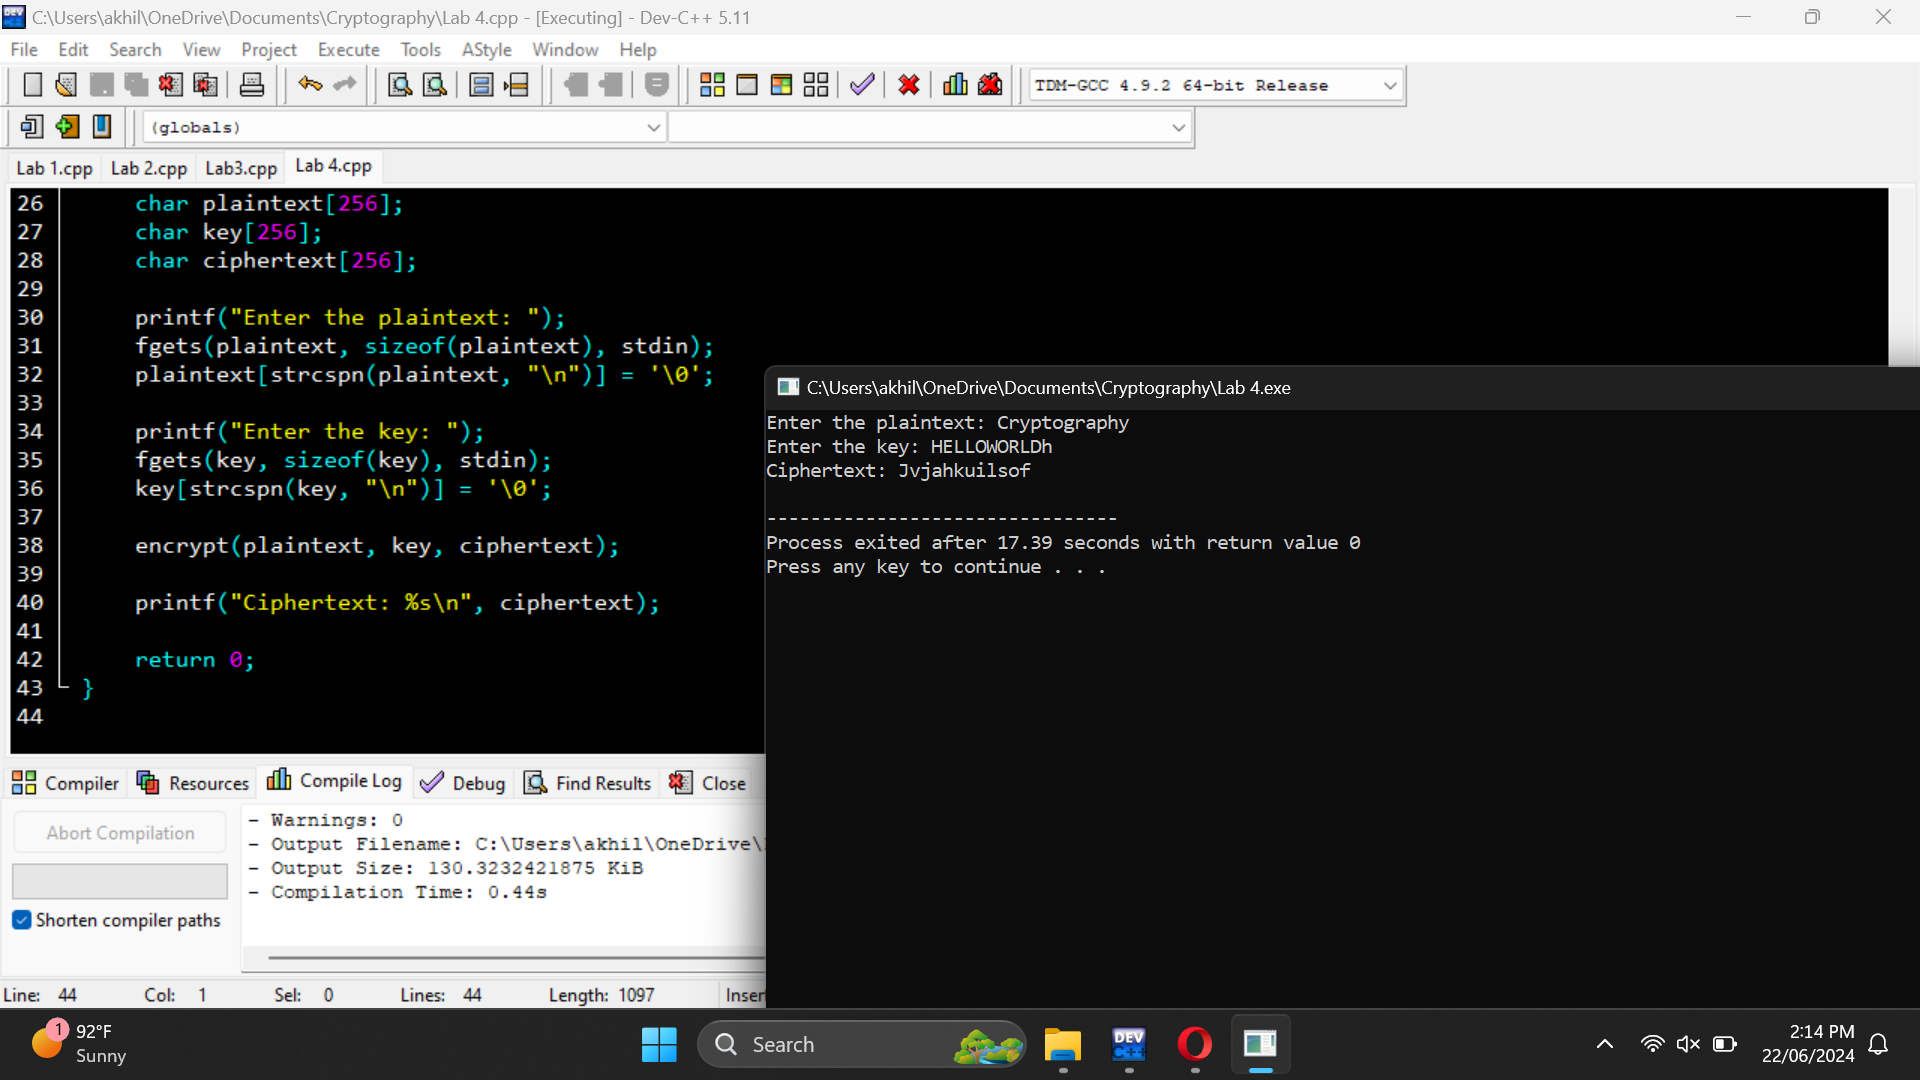 C:\Users\akhil\OneDrive\Documents\Cryptography\Lab 4.cpp - [Executing] - Dev-C++ 5.11
File Edit Search View Project Execute Tools AStyle Window Help
TDM-GCC 4.9.2 64-bit Release
(globals)
Lab 1.cpp Lab 2.cpp Lab3.cpp Lab 4.cpp
26 char plaintext[256];
27 char key[256];
28 char ciphertext[256];
29
30 printf("Enter the plaintext: ");
31 fgets(plaintext, sizeof(plaintext), stdin);
32 plaintext[strcspn(plaintext, "\n")] = '\0';
33
34 printf("Enter the key: ");
35 fgets(key, sizeof(key), stdin);
36 key[strcspn(key, "\n")] = '\0';
37
38 encrypt(plaintext, key, ciphertext);
39
40 printf("Ciphertext: %s\n", ciphertext);
41
42 return 0;
43 }
44
C:\Users\akhil\OneDrive\Documents\Cryptography\Lab 4.exe
Enter the plaintext: Cryptography
Enter the key: HELLOWORLDh
Ciphertext: Jvjahkuilsof
--------------------------------
Process exited after 17.39 seconds with return value 0
Press any key to continue . . .
Compiler Resources Compile Log Debug Find Results Close
Abort Compilation
Shorten compiler paths
- Warnings: 0
- Output Filename: C:\Users\akhil\OneDrive\
- Output Size: 130.3232421875 KiB
- Compilation Time: 0.44s
Line: 44 Col: 1 Sel: 0 Lines: 44 Length: 1097 Inser
1
92°F
Sunny
Search
DEV
C++
2:14 PM
22/06/2024